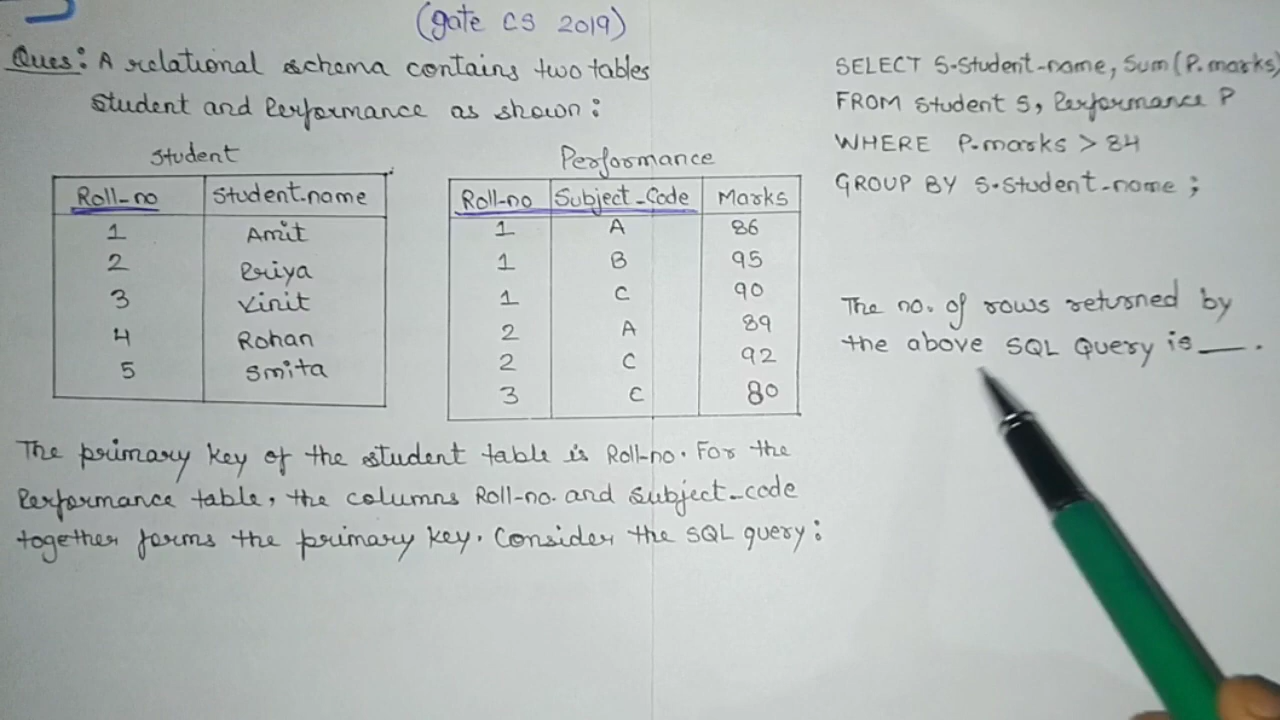 (gate CS 2019)
Ques: A relational schema contains two tables
Student and Performance as shown:
Student
Roll-no Student-name
1 Amit
2 Priya
3 Vinit
4 Rohan
5 Smita
Performance
Roll-no Subject-Code Marks
1 A 86
1 B 95
1 C 90
2 A 89
2 C 92
3 C 80
The primary key of the student table is Roll-no. For the
Performance table, the columns Roll-no. and Subject-code
together forms the primary key. Consider the SQL query:
SELECT S.Student-name, Sum(P.marks)
FROM Student S, Performance P
WHERE P.marks > 84
GROUP BY S.Student-name;
The no. of rows returned by
the above SQL Query is __.